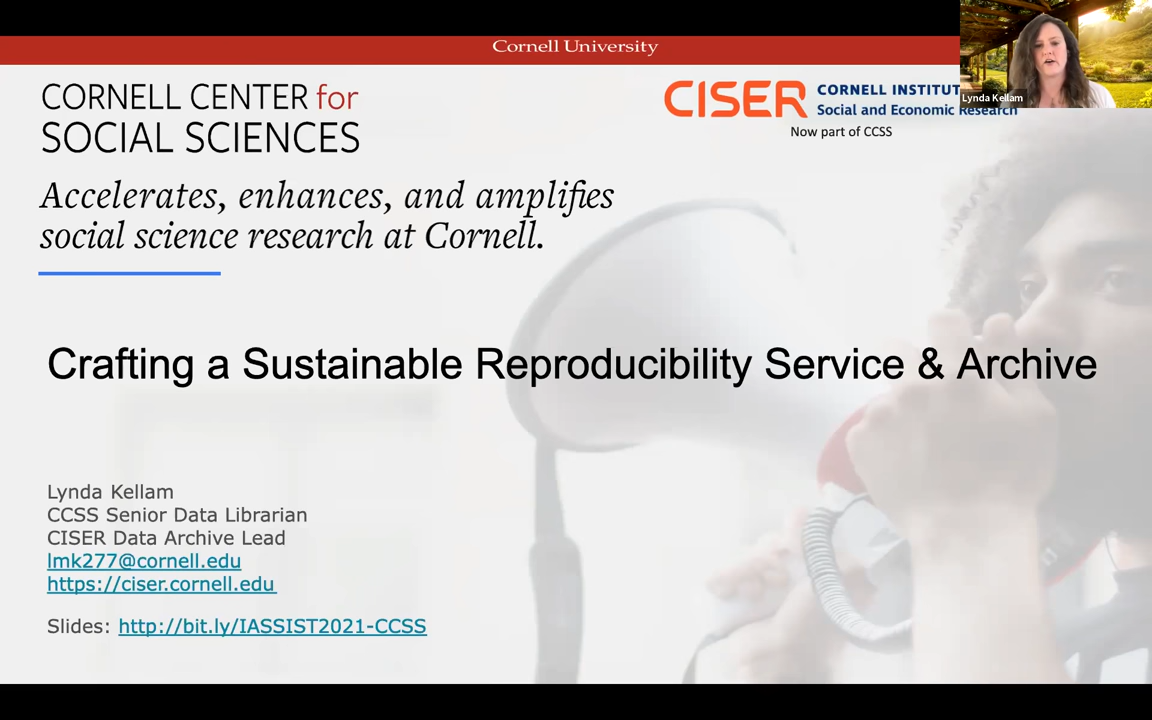 Cornell University
CORNELL CENTER for
SOCIAL SCIENCES
CISER
CORNELL INSTITUT
Social and Economic Research
Now part of CCSS
Lynda Kellam
Accelerates, enhances, and amplifies
social science research at Cornell.
Crafting a Sustainable Reproducibility Service & Archive
Lynda Kellam
CCSS Senior Data Librarian
CISER Data Archive Lead
lmk277@cornell.edu
https://ciser.cornell.edu
Slides: http://bit.ly/IASSIST2021-CCSS